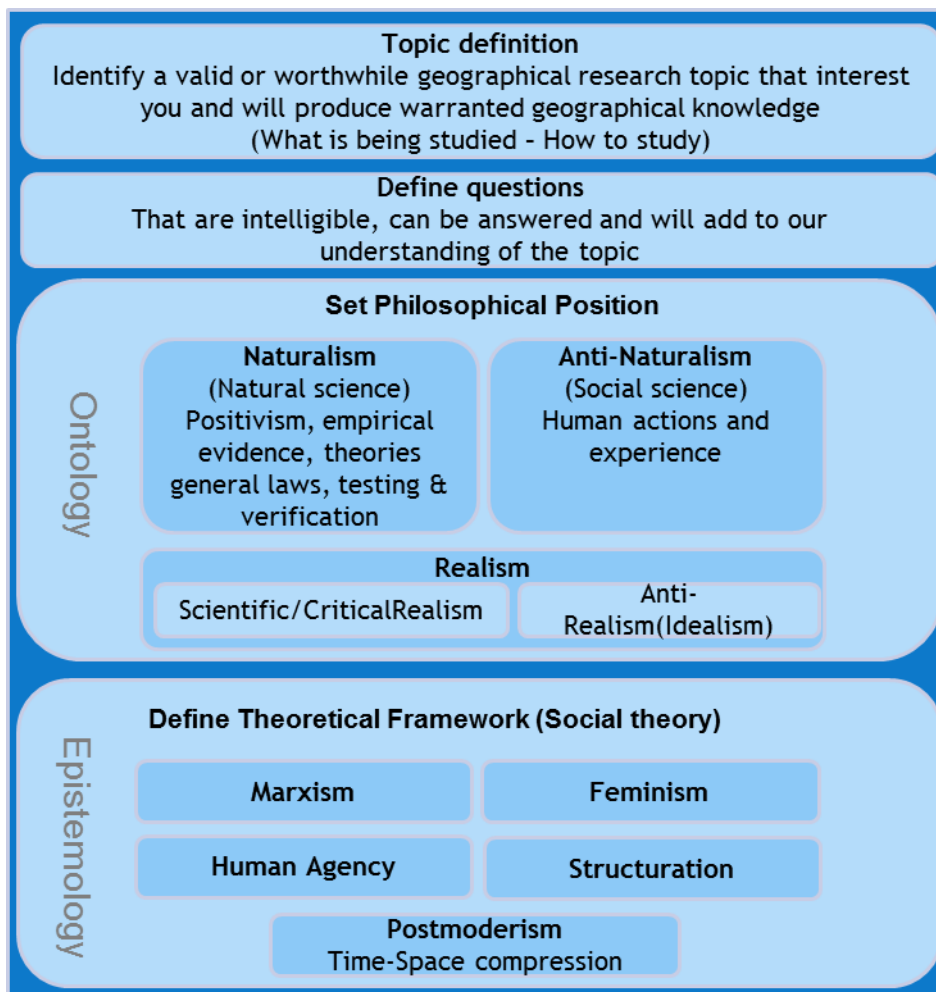 Topic definition
Identify a valid or worthwhile geographical research topic that interest
you and will produce warranted geographical knowledge
(What is being studied – How to study)
Define questions
That are intelligible, can be answered and will add to our
understanding of the topic
Ontology
Set Philosophical Position
Naturalism
(Natural science)
Positivism, empirical
evidence, theories
general laws, testing &
verification
Anti-Naturalism
(Social science)
Human actions and
experience
Realism
Scientific/CriticalRealism
Anti-
Realism(Idealism)
Epistemology
Define Theoretical Framework (Social theory)
Marxism
Feminism
Human Agency
Structuration
Postmoderism
Time-Space compression